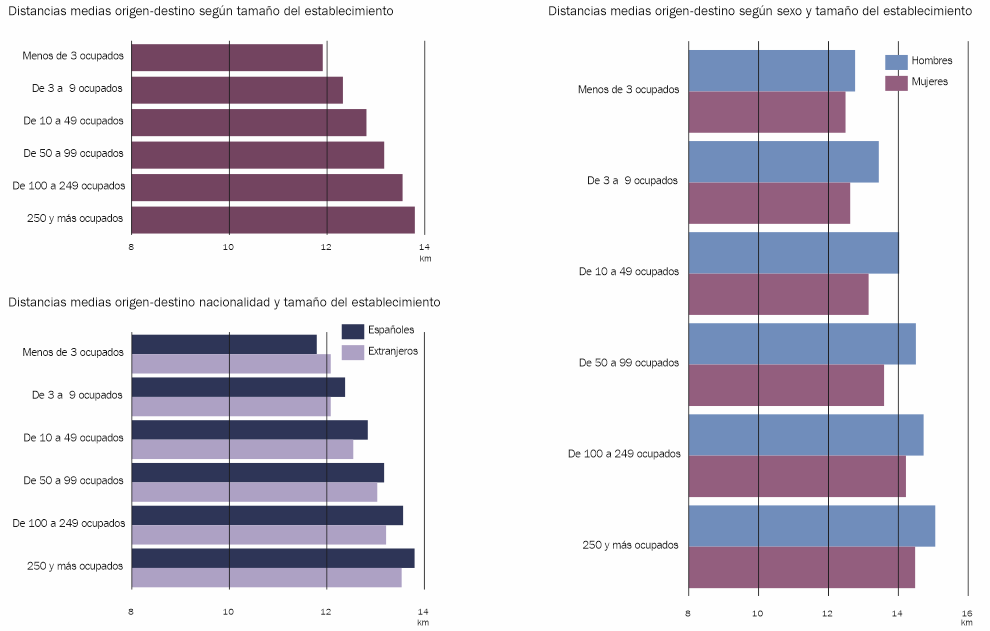 Distancias medias origen-destino según tamaño del establecimiento
Menos de 3 ocupados
De 3 a 9 ocupados
De 10 a 49 ocupados
De 50 a 99 ocupados
De 100 a 249 ocupados
250 y más ocupados
8 10 12 14
km
Distancias medias origen-destino nacionalidad y tamaño del establecimiento
Españoles
Extranjeros
Menos de 3 ocupados
De 3 a 9 ocupados
De 10 a 49 ocupados
De 50 a 99 ocupados
De 100 a 249 ocupados
250 y más ocupados
8 10 12 14
km
Distancias medias origen-destino según sexo y tamaño del establecimiento
Hombres
Mujeres
Menos de 3 ocupados
De 3 a 9 ocupados
De 10 a 49 ocupados
De 50 a 99 ocupados
De 100 a 249 ocupados
250 y más ocupados
8 10 12 14 16
km